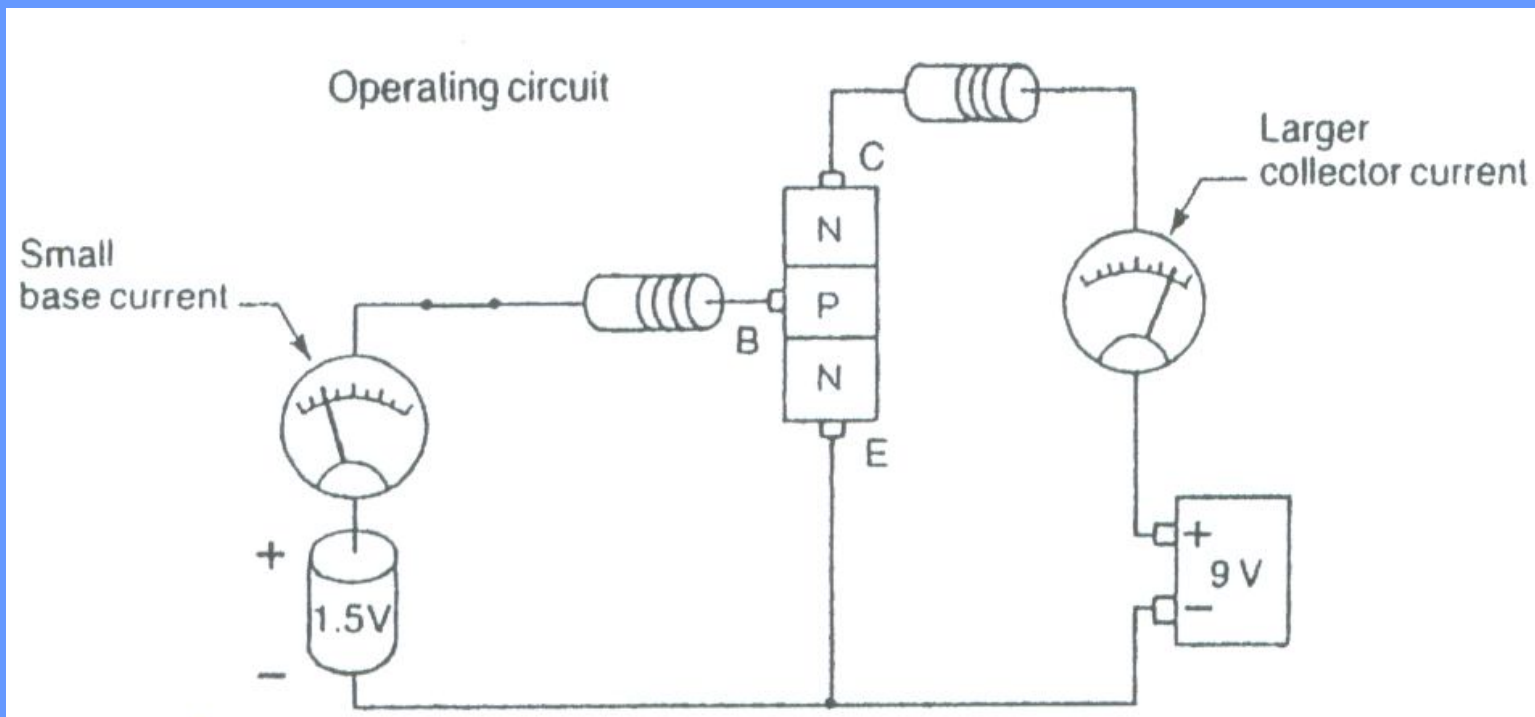 Operating circuit
Larger
collector current
C
N
Small
base current
P
B
N
E
+
1.5V
−
+
9 V
−